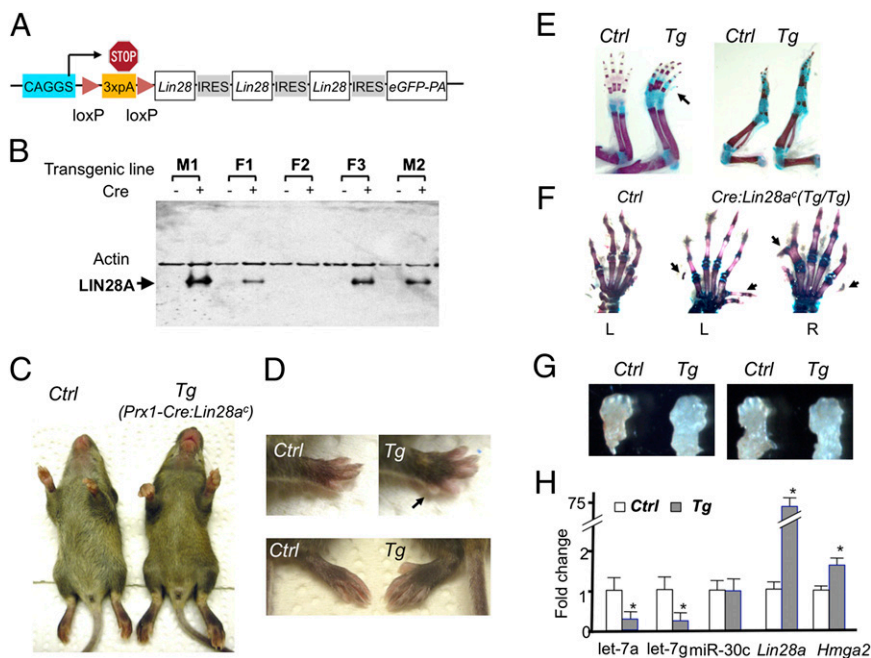 A
STOP
CAGGS 3xpA Lin28 IRES Lin28 IRES Lin28 IRES eGFP-PA
loxP loxP
B
Transgenic line M1 F1 F2 F3 M2
Cre - + - + - + - + - +
Actin
LIN28A
C
Ctrl Tg
(Prx1-Cre:Lin28aᶜ)
D
Ctrl Tg
Ctrl Tg
E
Ctrl Tg Ctrl Tg
F
Ctrl Cre:Lin28aᶜ(Tg/Tg)
L L R
G
Ctrl Tg Ctrl Tg
H
75
Ctrl Tg
Fold change
2
1
0
* * * *
let-7a let-7g miR-30c Lin28a Hmga2